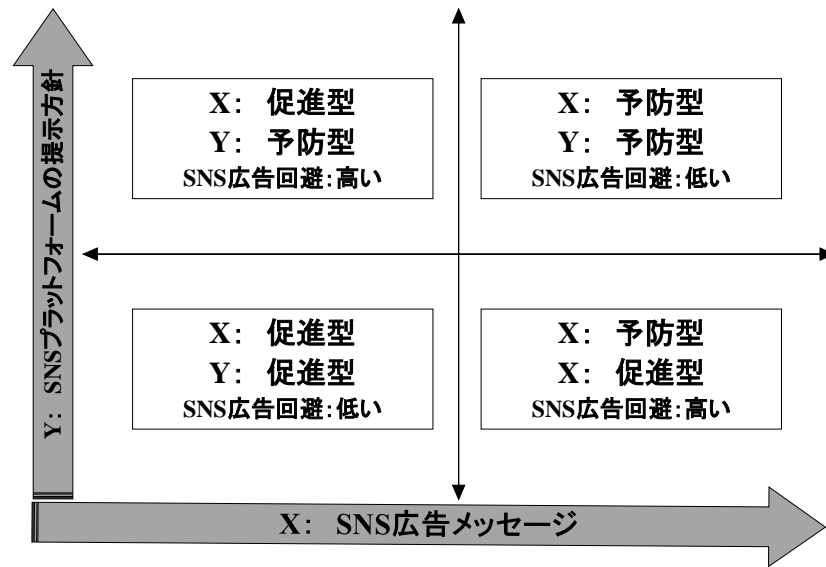 Y: SNSプラットフォームの提示方針
X: 促進型
Y: 予防型
SNS広告回避:高い
X: 予防型
Y: 予防型
SNS広告回避:低い
X: 促進型
Y: 促進型
SNS広告回避:低い
X: 予防型
X: 促進型
SNS広告回避:高い
X: SNS広告メッセージ